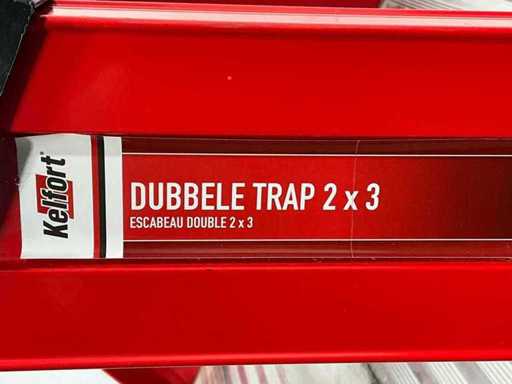 Kelfort®
DUBBELE TRAP 2 x 3
ESCABEAU DOUBLE 2 x 3